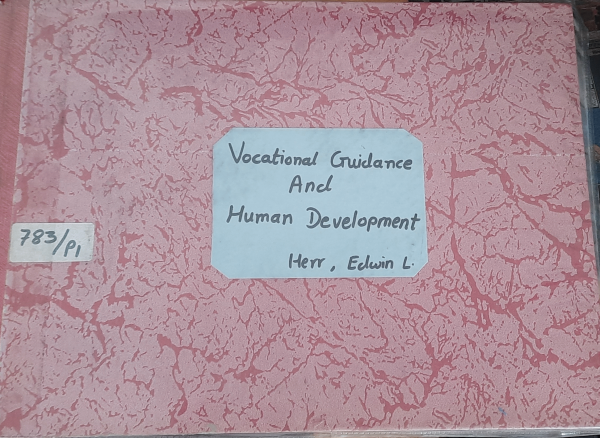 Vocational Guidance
And
Human Development
Herr, Edwin L.
783/P1